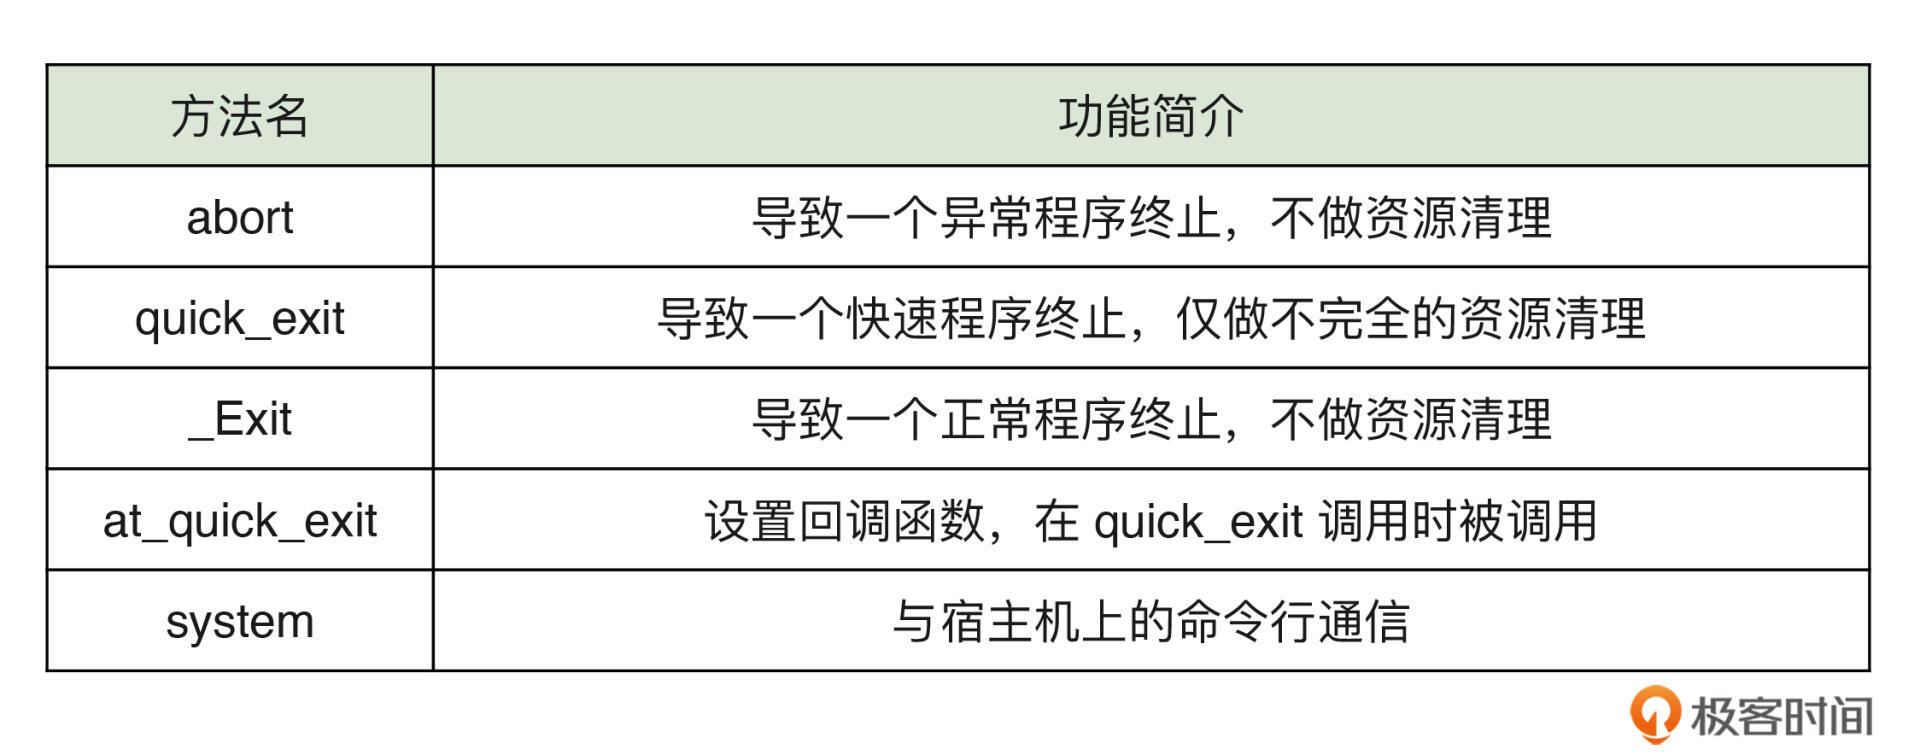 方法名 功能简介
abort 导致一个异常程序终止，不做资源清理
quick_exit 导致一个快速程序终止，仅做不完全的资源清理
_Exit 导致一个正常程序终止，不做资源清理
at_quick_exit 设置回调函数，在 quick_exit 调用时被调用
system 与宿主机上的命令行通信
极客时间